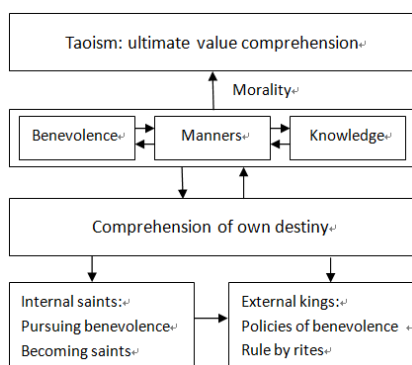 Taoism: ultimate value comprehension
Morality
Benevolence
Manners
Knowledge
Comprehension of own destiny
Internal saints:
Pursuing benevolence
Becoming saints
External kings:
Policies of benevolence
Rule by rites